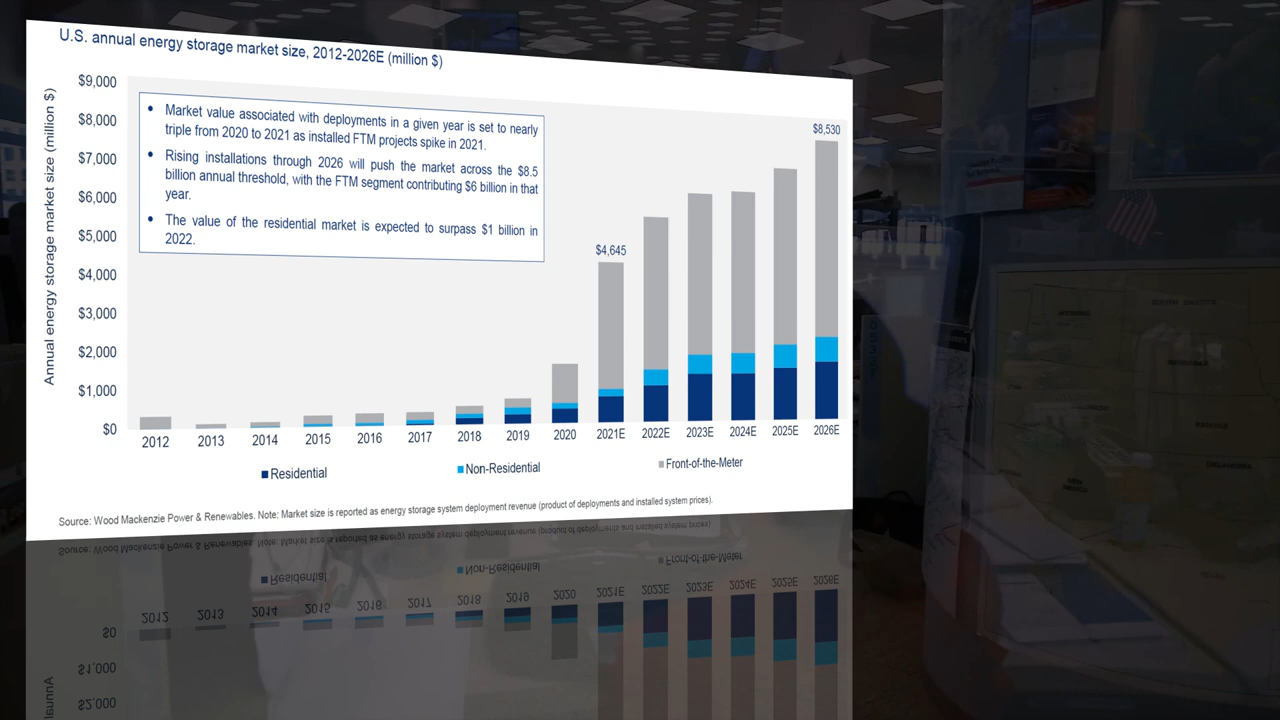 U.S. annual energy storage market size, 2012-2026E (million $)
Annual energy storage market size (million $)
$9,000
$8,000
$7,000
$6,000
$5,000
$4,000
$3,000
$2,000
$1,000
$0
• Market value associated with deployments in a given year is set to nearly
triple from 2020 to 2021 as installed FTM projects spike in 2021.
• Rising installations through 2026 will push the market across the $8.5
billion annual threshold, with the FTM segment contributing $6 billion in that
year.
• The value of the residential market is expected to surpass $1 billion in
2022.
$4,645
$8,530
2012 2013 2014 2015 2016 2017 2018 2019 2020 2021E 2022E 2023E 2024E 2025E 2026E
Residential Non-Residential Front-of-the-Meter
Source: Wood Mackenzie Power & Renewables. Note: Market size is reported as energy storage system deployment revenue (product of deployments and installed system prices).